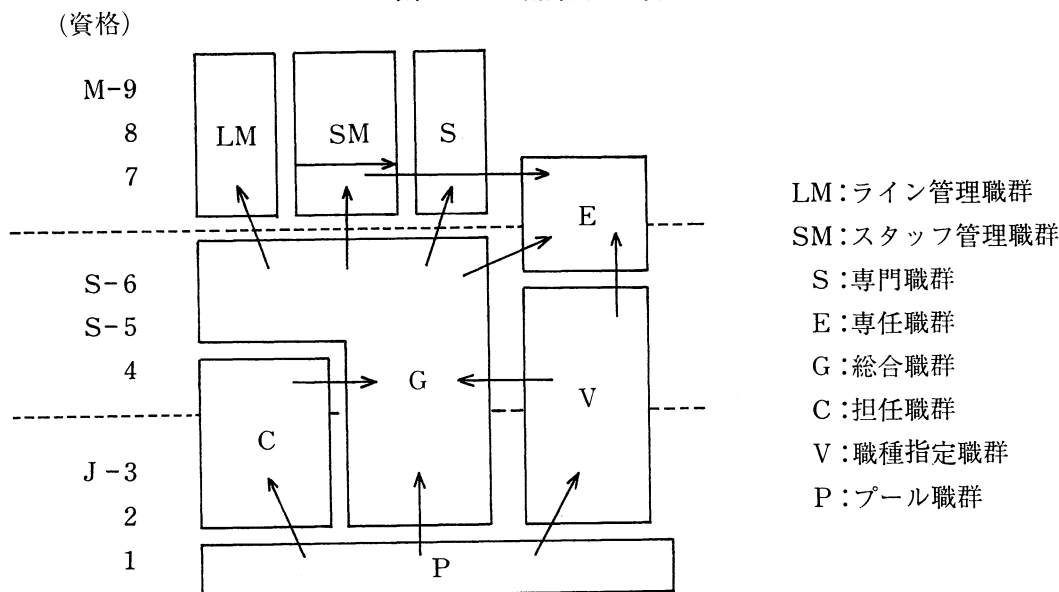 (資格)
M-9
8
7
S-6
S-5
4
J-3
2
1
LM
SM
S
E
G
C
V
P
LM:ライン管理職群
SM:スタッフ管理職群
S:専門職群
E:専任職群
G:総合職群
C:担任職群
V:職種指定職群
P:プール職群